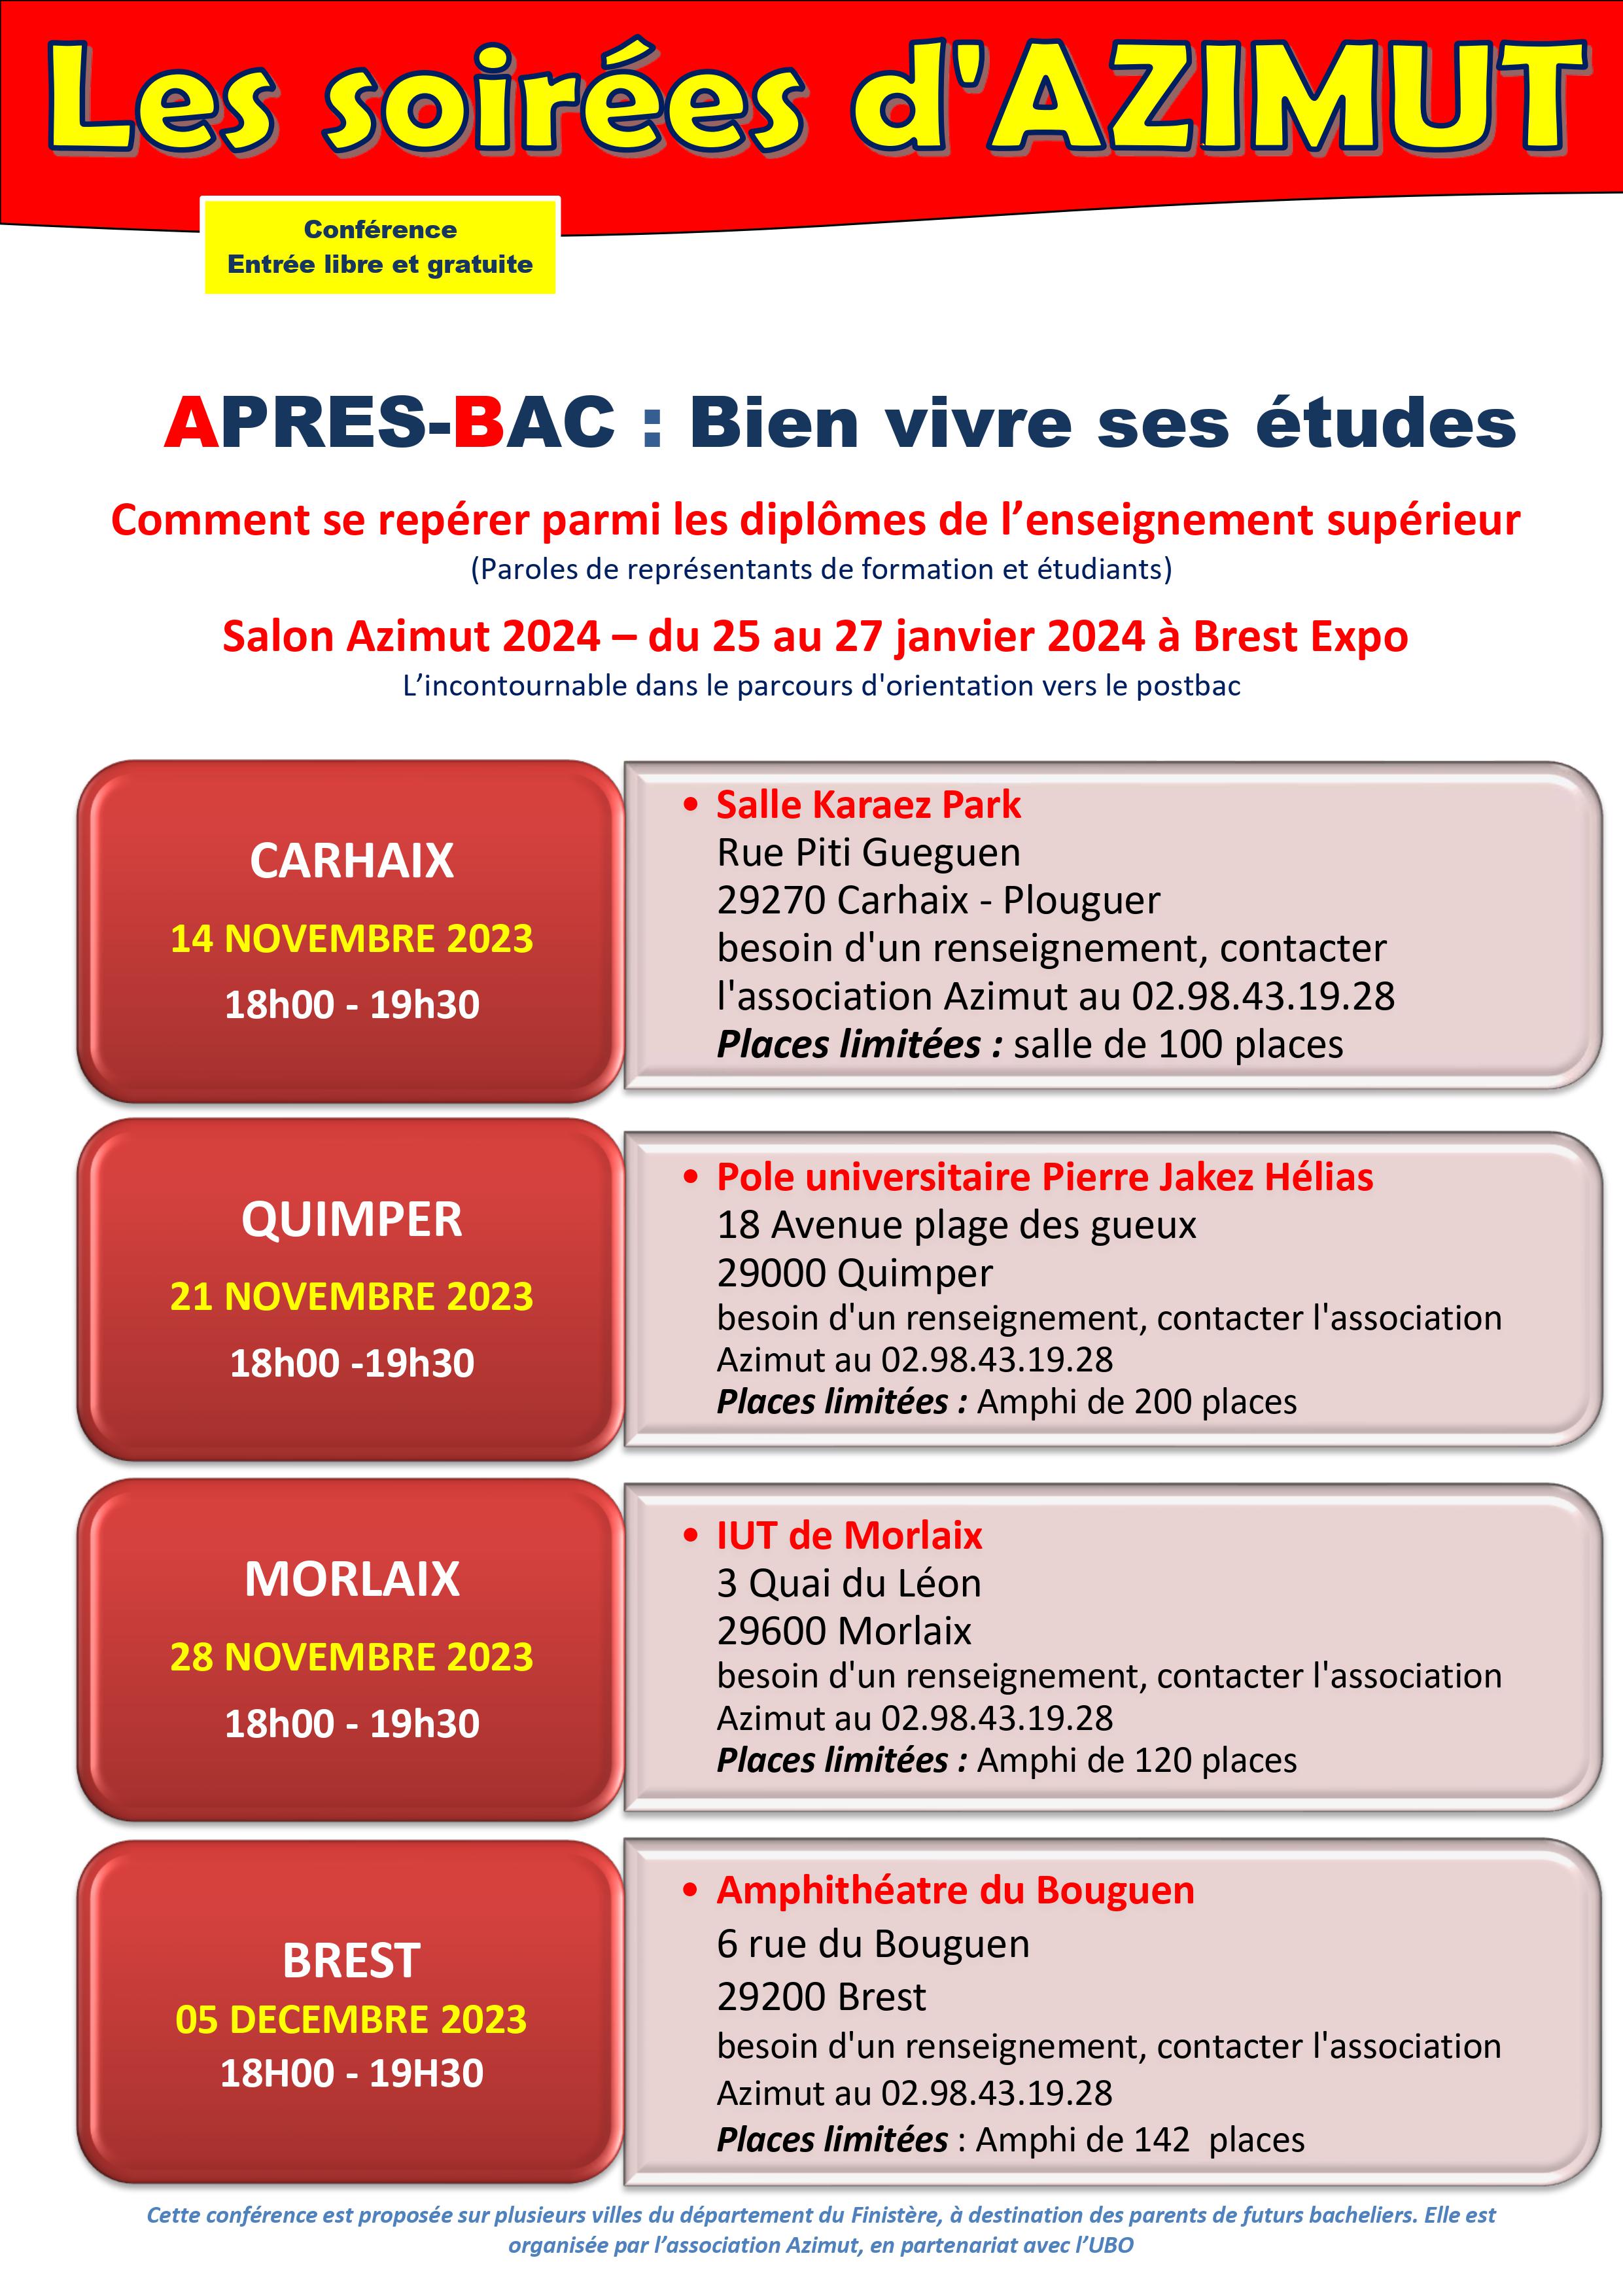 Les soirées d'AZIMUT
Conférence
Entrée libre et gratuite
APRES-BAC : Bien vivre ses études
Comment se repérer parmi les diplômes de l’enseignement supérieur
(Paroles de représentants de formation et étudiants)
Salon Azimut 2024 – du 25 au 27 janvier 2024 à Brest Expo
L’incontournable dans le parcours d'orientation vers le postbac
CARHAIX
14 NOVEMBRE 2023
18h00 - 19h30
• Salle Karaez Park
Rue Piti Gueguen
29270 Carhaix - Plouguer
besoin d'un renseignement, contacter
l'association Azimut au 02.98.43.19.28
Places limitées : salle de 100 places
QUIMPER
21 NOVEMBRE 2023
18h00 -19h30
• Pole universitaire Pierre Jakez Hélias
18 Avenue plage des gueux
29000 Quimper
besoin d'un renseignement, contacter l'association
Azimut au 02.98.43.19.28
Places limitées : Amphi de 200 places
MORLAIX
28 NOVEMBRE 2023
18h00 - 19h30
• IUT de Morlaix
3 Quai du Léon
29600 Morlaix
besoin d'un renseignement, contacter l'association
Azimut au 02.98.43.19.28
Places limitées : Amphi de 120 places
BREST
05 DECEMBRE 2023
18H00 - 19H30
• Amphithéatre du Bouguen
6 rue du Bouguen
29200 Brest
besoin d'un renseignement, contacter l'association
Azimut au 02.98.43.19.28
Places limitées : Amphi de 142 places
Cette conférence est proposée sur plusieurs villes du département du Finistère, à destination des parents de futurs bacheliers. Elle est
organisée par l’association Azimut, en partenariat avec l’UBO